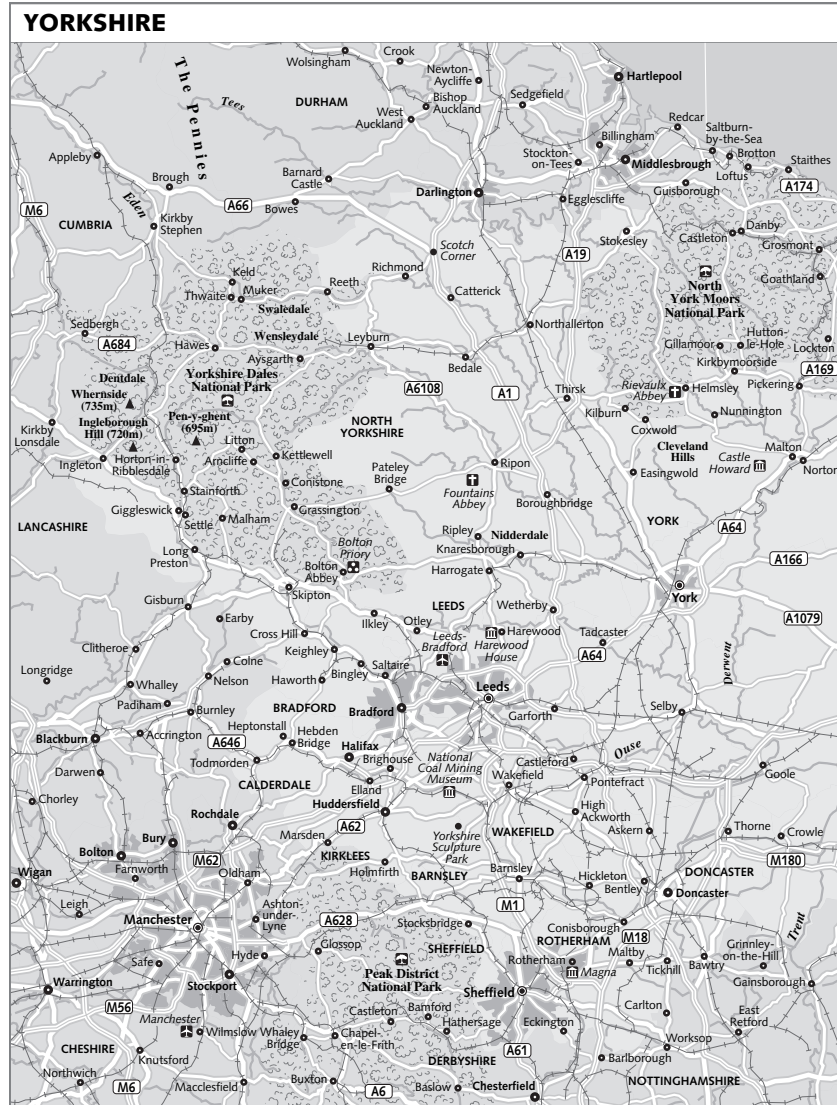 YORKSHIRE
Wolsingham
Crook
Newton-
Aycliffe
Hartlepool
The Pennies
Tees
DURHAM
Bishop
Auckland
Sedgefield
West
Auckland
Redcar
Billingham
Saltburn-
by-the-Sea
Brotton
Stockton-
on-Tees
Middlesbrough
Loftus
Staithes
Appleby
Barnard
Castle
Brough
Darlington
Guisborough
A174
M6
Eden
A66
Bowes
Egglescliffe
CUMBRIA
Kirkby
Stephen
Stokesley
Castleton
Danby
Grosmont
Scotch
Corner
A19
Keld
Richmond
Goathland
Thwaite
Muker
Reeth
Catterick
North
York Moors
National Park
Swaledale
Sedbergh
Northallerton
A684
Wensleydale
Leyburn
Hawes
Aysgarth
Gillamoor
Hutton-
le-Hole
Lockton
Bedale
Kirkbymoorside
A169
Dentdale
Yorkshire Dales
National Park
A6108
A1
Thirsk
Rievaulx
Abbey
Helmsley
Pickering
Whernside
(735m)
Pen-y-ghent
(695m)
Kilburn
Nunnington
Kirkby
Lonsdale
Ingleborough
Hill (720m)
NORTH
YORKSHIRE
Coxwold
Litton
Cleveland
Hills
Castle
Howard
Malton
Norton
Ingleton
Horton-in-
Ribblesdale
Arncliffe
Kettlewell
Pateley
Bridge
Ripon
Easingwold
Stainforth
Conistone
Fountains
Abbey
Boroughbridge
Giggleswick
Grassington
Settle
Malham
LANCASHIRE
YORK
A64
Ripley
Nidderdale
Bolton
Priory
Knaresborough
Long
Preston
Bolton
Abbey
Harrogate
A166
Skipton
York
Gisburn
LEEDS
Wetherby
Earby
Ilkley
Otley
A1079
Cross Hill
Leeds-
Bradford
Harewood
Harewood
House
Tadcaster
Clitheroe
Keighley
A64
Derwent
Longridge
Colne
Saltaire
Bingley
Whalley
Nelson
Haworth
Leeds
Padiham
BRADFORD
Bradford
Garforth
Selby
Burnley
Heptonstall
Hebden
Bridge
Blackburn
Accrington
A646
Halifax
National
Coal Mining
Museum
Castleford
Ouse
Todmorden
Brighouse
Goole
Darwen
CALDERDALE
Elland
Wakefield
Pontefract
Chorley
Huddersfield
High
Ackworth
Rochdale
A62
WAKEFIELD
Askern
Thorne
Crowle
Bury
Marsden
Yorkshire
Sculpture
Park
Bolton
M62
KIRKLEES
M180
Farnworth
Oldham
Holmfirth
BARNSLEY
Barnsley
Hickleton
DONCASTER
Wigan
Bentley
Doncaster
Leigh
Ashton-
under-
Lyne
M1
Manchester
A628
Stocksbridge
Conisborough
M18
Trent
Glossop
SHEFFIELD
ROTHERHAM
Safe
Hyde
Rotherham
Maltby
Grinnley-
on-the-Hill
Magna
Tickhill
Bawtry
Warrington
Stockport
Peak District
National Park
Sheffield
Gainsborough
M56
Castleton
Bamford
Carlton
East
Retford
Manchester
Wilmslow
Whaley
Bridge
Chapel-
en-le-Frith
Hathersage
Eckington
CHESHIRE
Knutsford
Worksop
DERBYSHIRE
A61
Barlborough
Northwich
M6
Macclesfield
Buxton
A6
Baslow
Chesterfield
NOTTINGHAMSHIRE